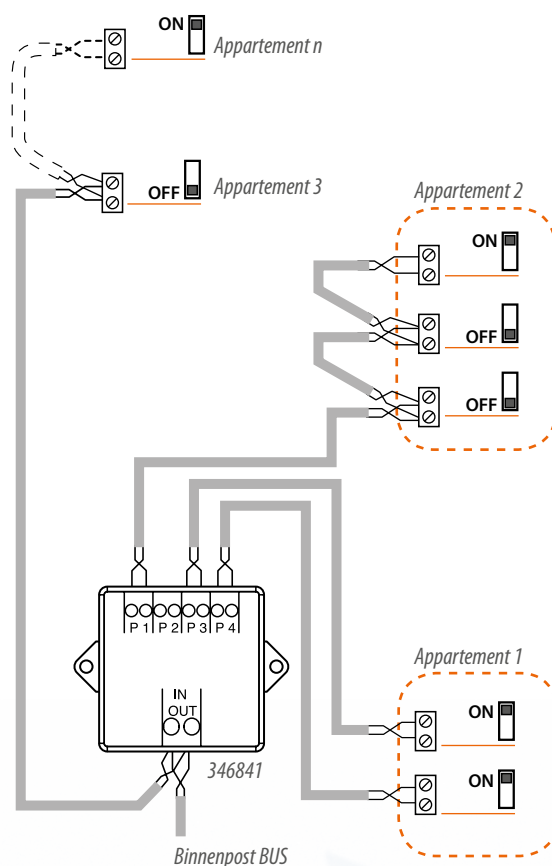 ON
Appartement n
OFF
Appartement 3
Appartement 2
ON
OFF
OFF
P 1 P 2 P 3 P 4
IN
OUT
346841
Binnenpost BUS
Appartement 1
ON
ON